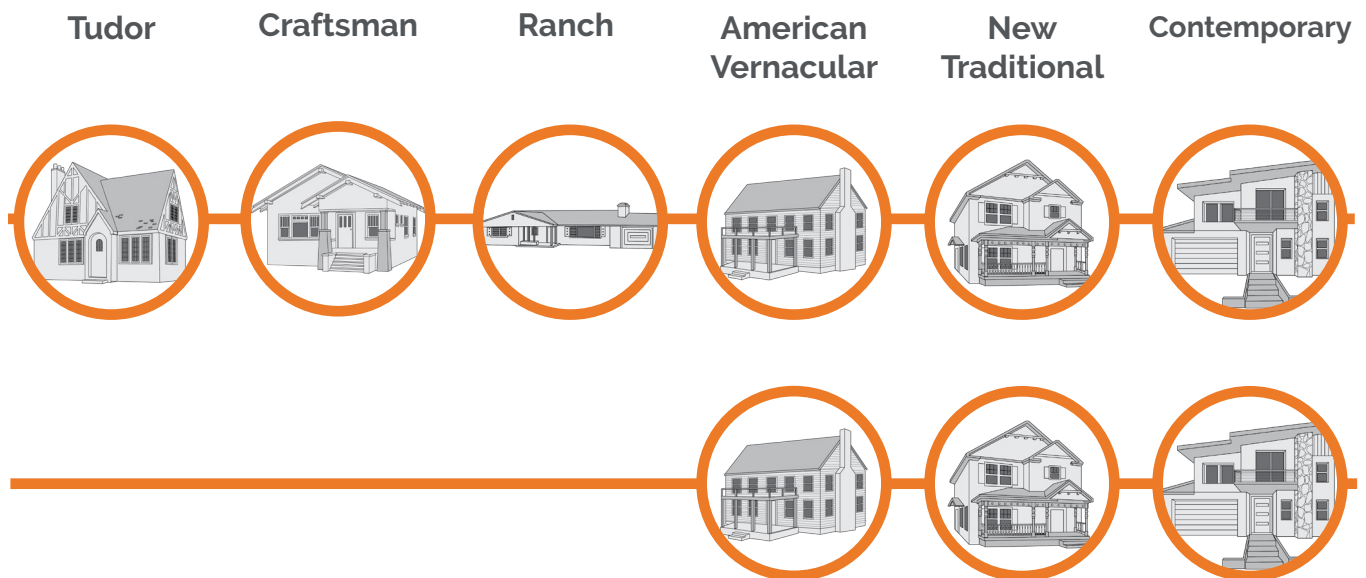 Tudor
Craftsman
Ranch
American
Vernacular
New
Traditional
Contemporary